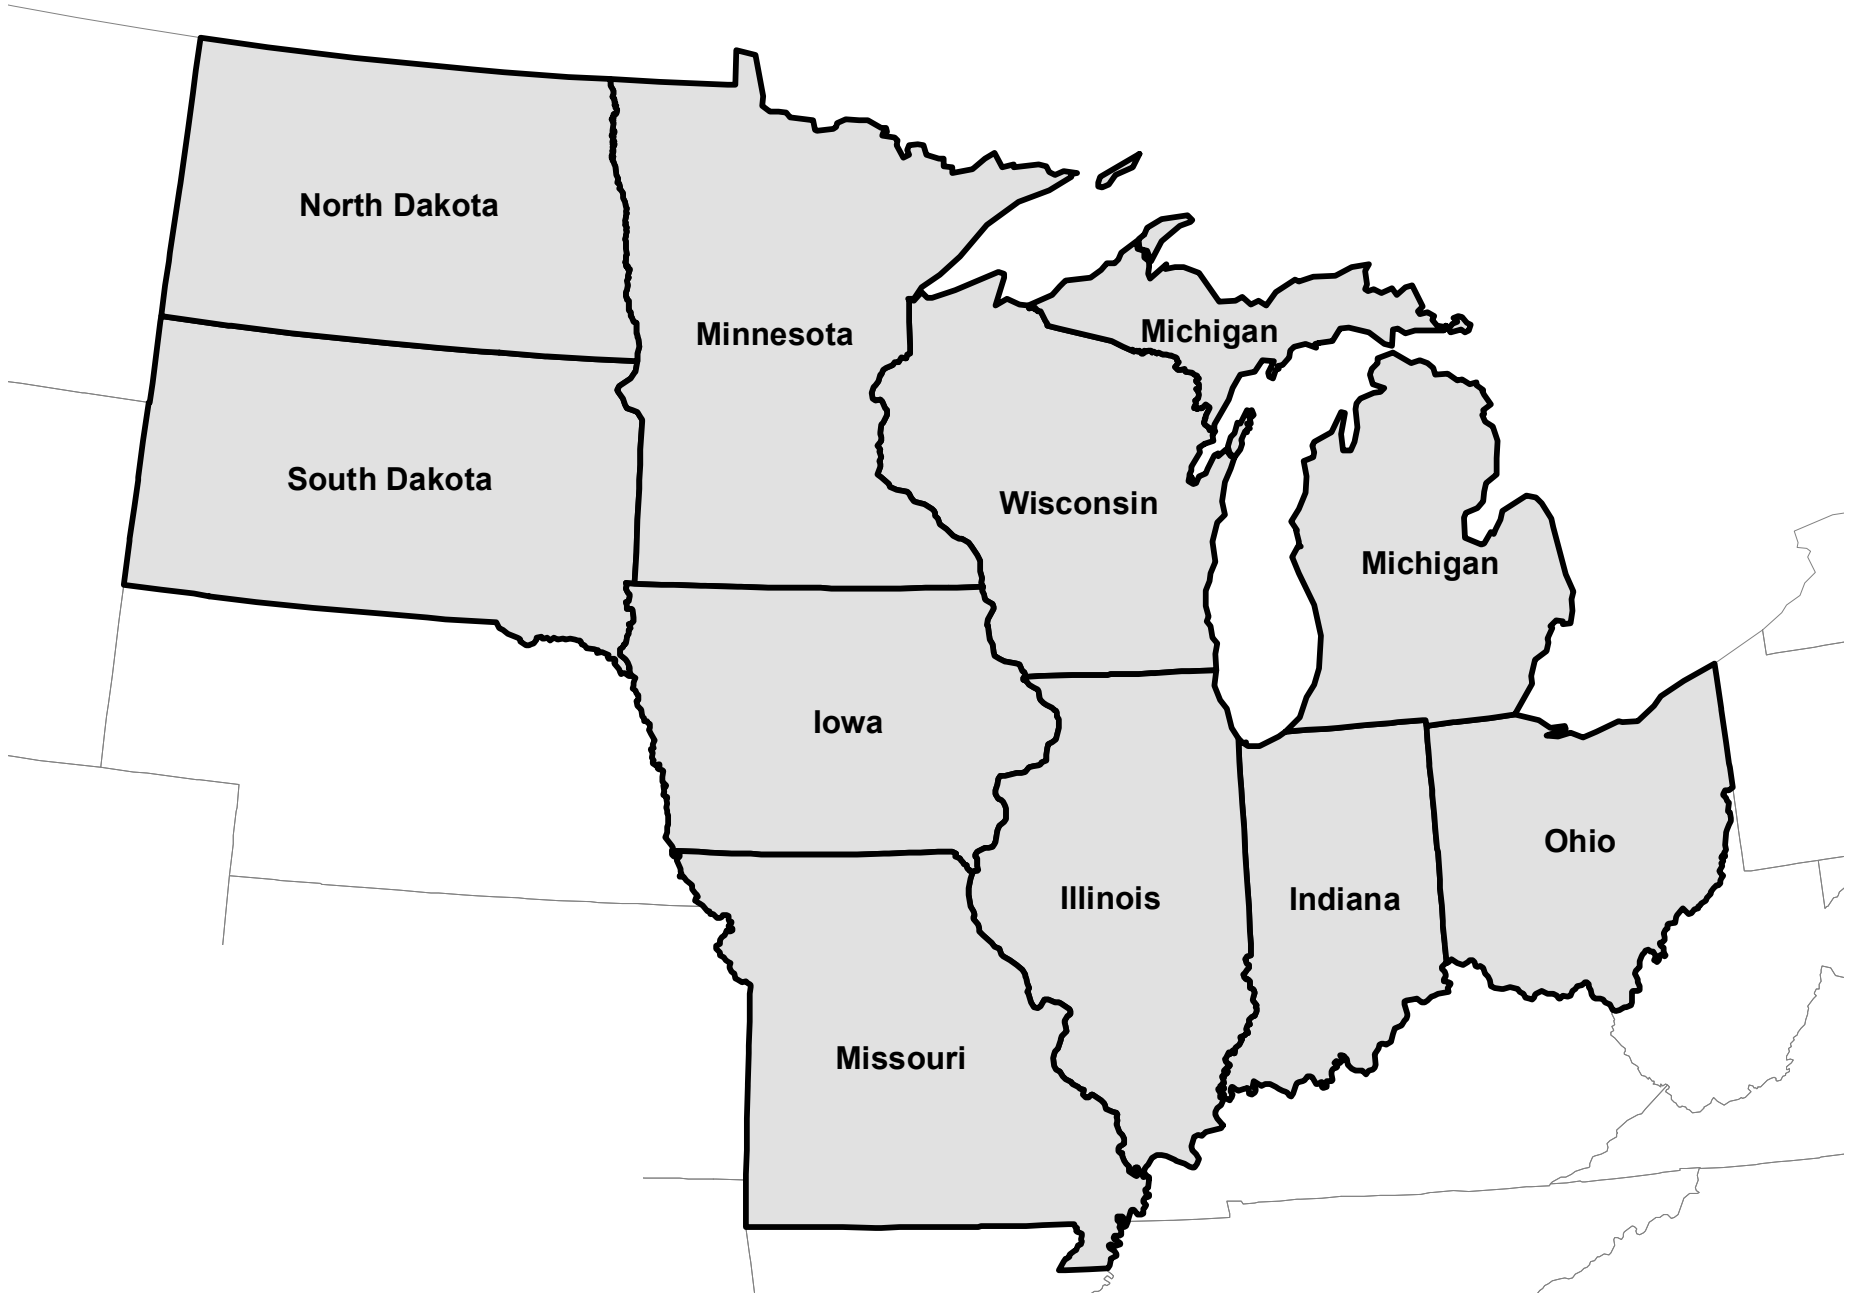 North Dakota
Minnesota
Michigan
South Dakota
Wisconsin
Michigan
Iowa
Ohio
Illinois
Indiana
Missouri